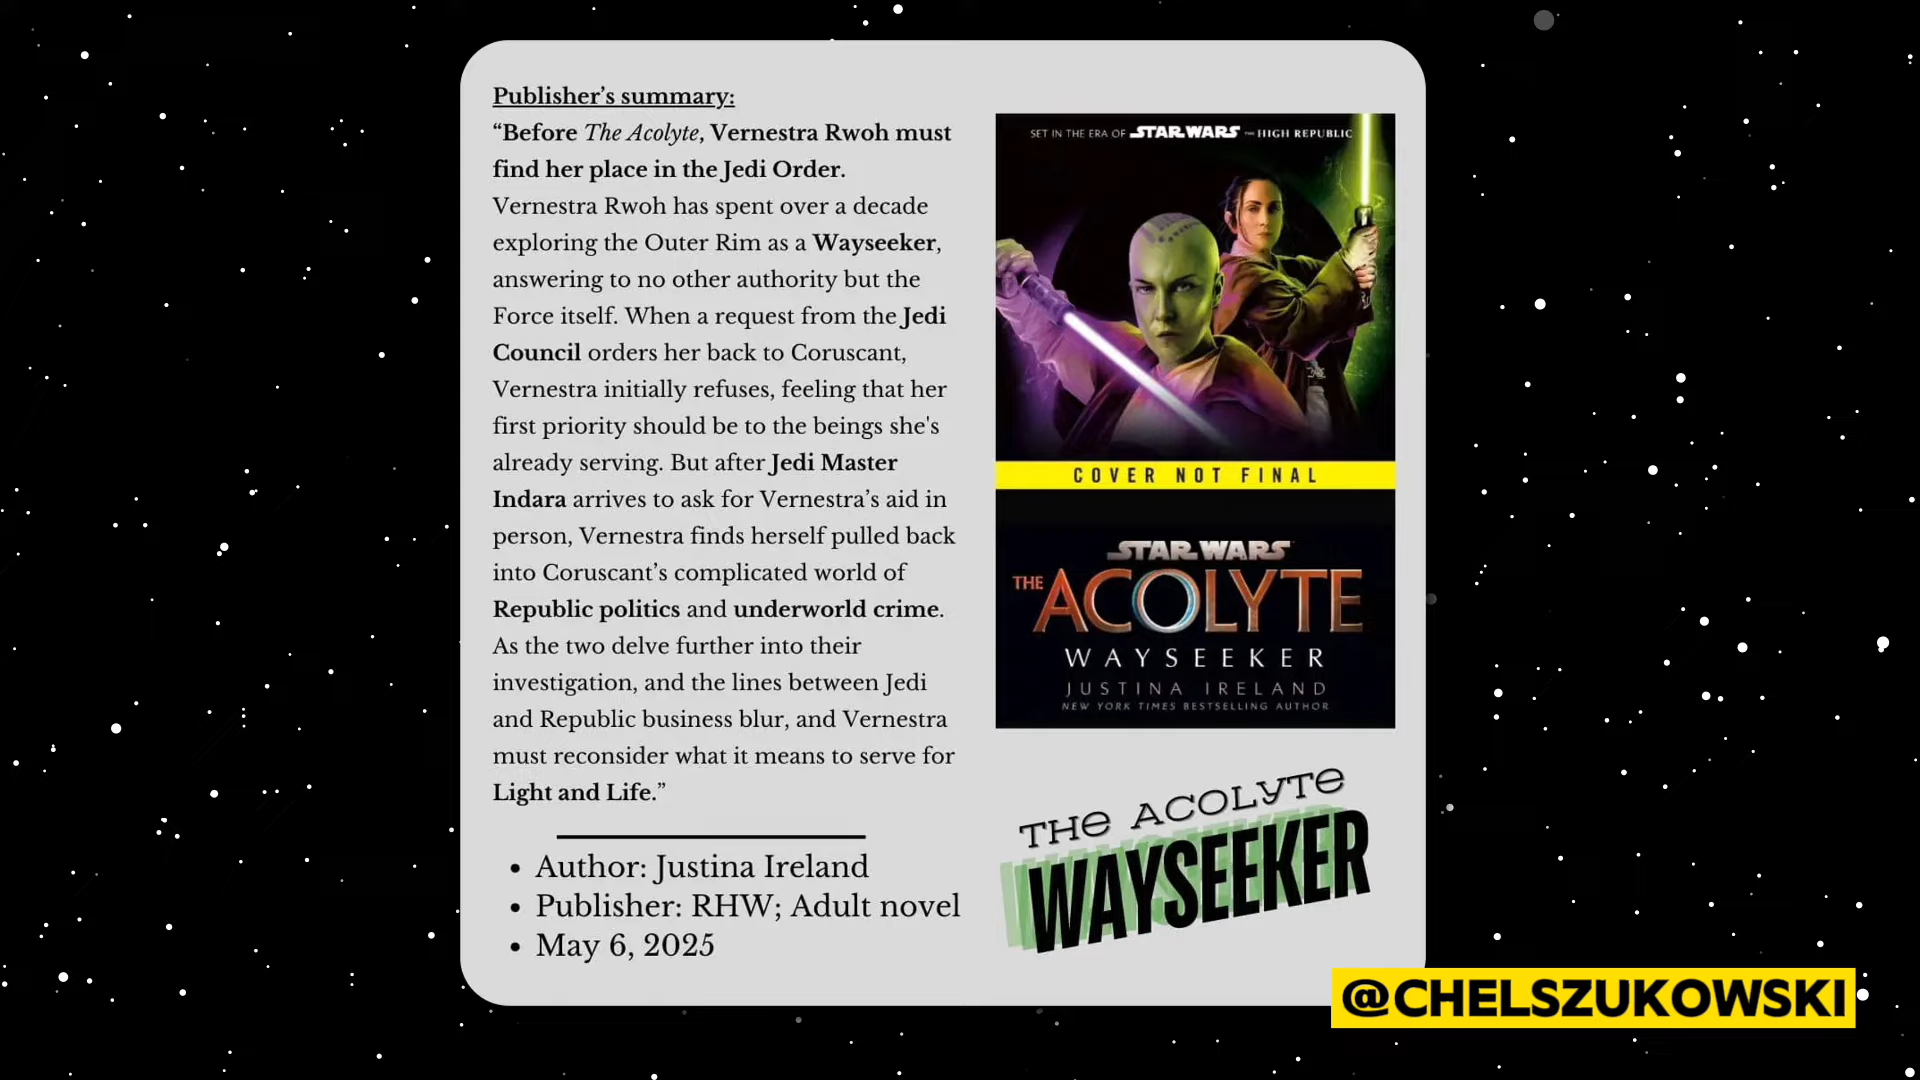 Publisher's summary:
“Before The Acolyte, Vernestra Rwoh must
find her place in the Jedi Order.
Vernestra Rwoh has spent over a decade
exploring the Outer Rim as a Wayseeker,
answering to no other authority but the
Force itself. When a request from the Jedi
Council orders her back to Coruscant,
Vernestra initially refuses, feeling that her
first priority should be to the beings she's
already serving. But after Jedi Master
Indara arrives to ask for Vernestra’s aid in
person, Vernestra finds herself pulled back
into Coruscant’s complicated world of
Republic politics and underworld crime.
As the two delve further into their
investigation, and the lines between Jedi
and Republic business blur, and Vernestra
must reconsider what it means to serve for
Light and Life.”
• Author: Justina Ireland
• Publisher: RHW; Adult novel
• May 6, 2025
SET IN THE ERA OF STAR WARS THE HIGH REPUBLIC
COVER NOT FINAL
STAR WARS
THE ACOLYTE
WAYSEEKER
JUSTINA IRELAND
NEW YORK TIMES BESTSELLING AUTHOR
THE ACOLYTE
WAYSEEKER
@CHELSZUKOWSKI